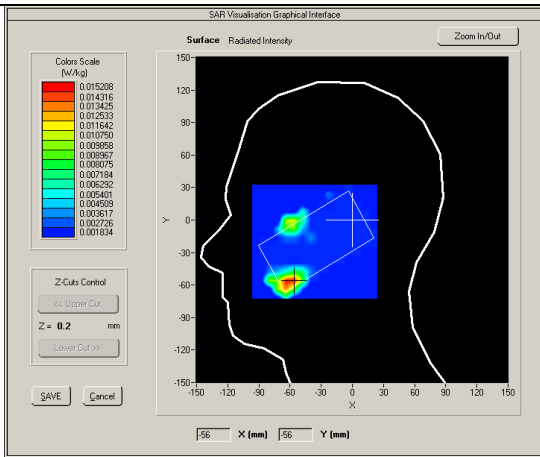 SAR Visualisation Graphical Interface
Surface Radiated Intensity
Zoom In/Out
Colors Scale
(W/kg)
0.015208
0.014316
0.013425
0.012533
0.011642
0.010750
0.009858
0.008967
0.008075
0.007184
0.006292
0.005401
0.004509
0.003617
0.002726
0.001834
Z-Cuts Control
<< Upper Cut
Z = 0.2 mm
Lower Cut >>
SAVE Cancel
150
120
90
60
30
0
-30
-60
-90
-120
-150
Y
-150 -120 -90 -60 -30 0 30 60 90 120 150
X
-56 X (mm) -56 Y (mm)